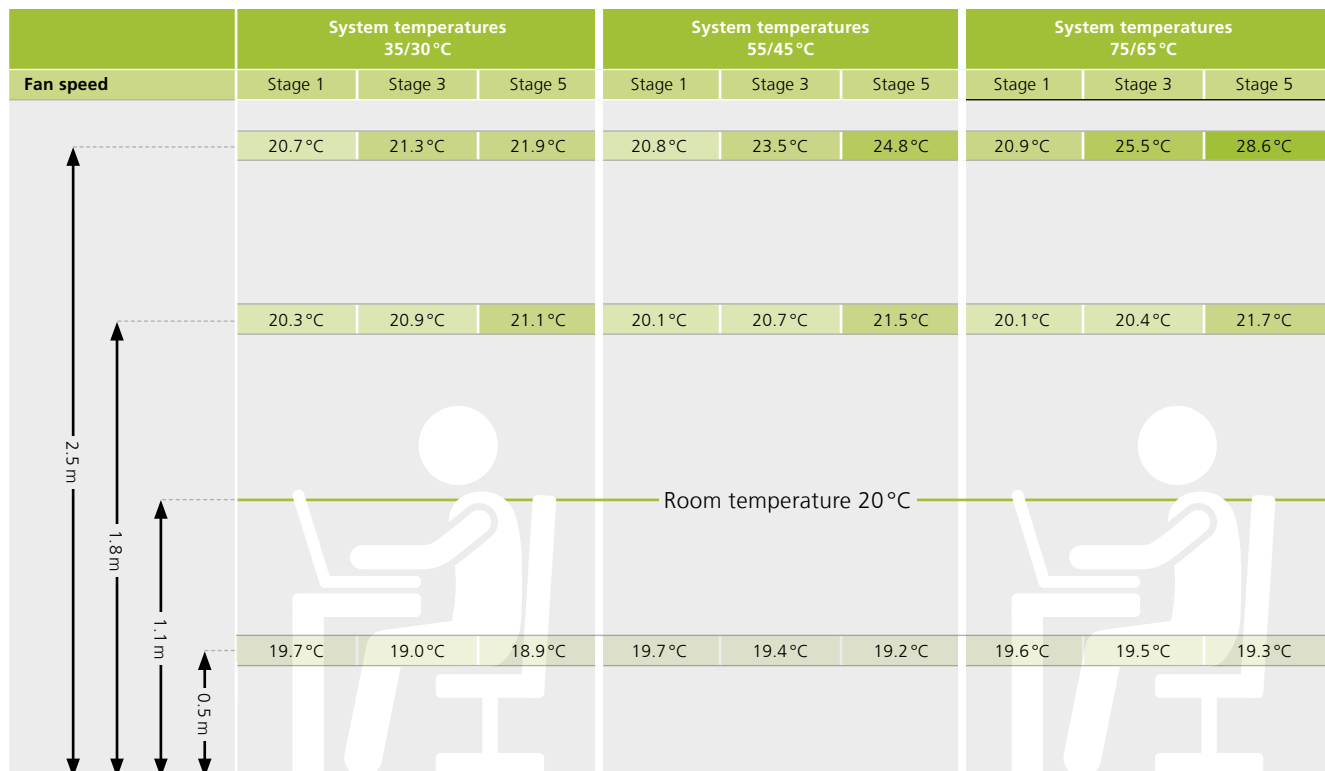 System temperatures
35/30 °C
System temperatures
55/45 °C
System temperatures
75/65 °C
Fan speed
Stage 1 Stage 3 Stage 5 Stage 1 Stage 3 Stage 5 Stage 1 Stage 3 Stage 5
20.7 °C 21.3 °C 21.9 °C 20.8 °C 23.5 °C 24.8 °C 20.9 °C 25.5 °C 28.6 °C
20.3 °C 20.9 °C 21.1 °C 20.1 °C 20.7 °C 21.5 °C 20.1 °C 20.4 °C 21.7 °C
2.5 m
Room temperature 20 °C
1.8 m
1.1 m
19.7 °C 19.0 °C 18.9 °C 19.7 °C 19.4 °C 19.2 °C 19.6 °C 19.5 °C 19.3 °C
0.5 m